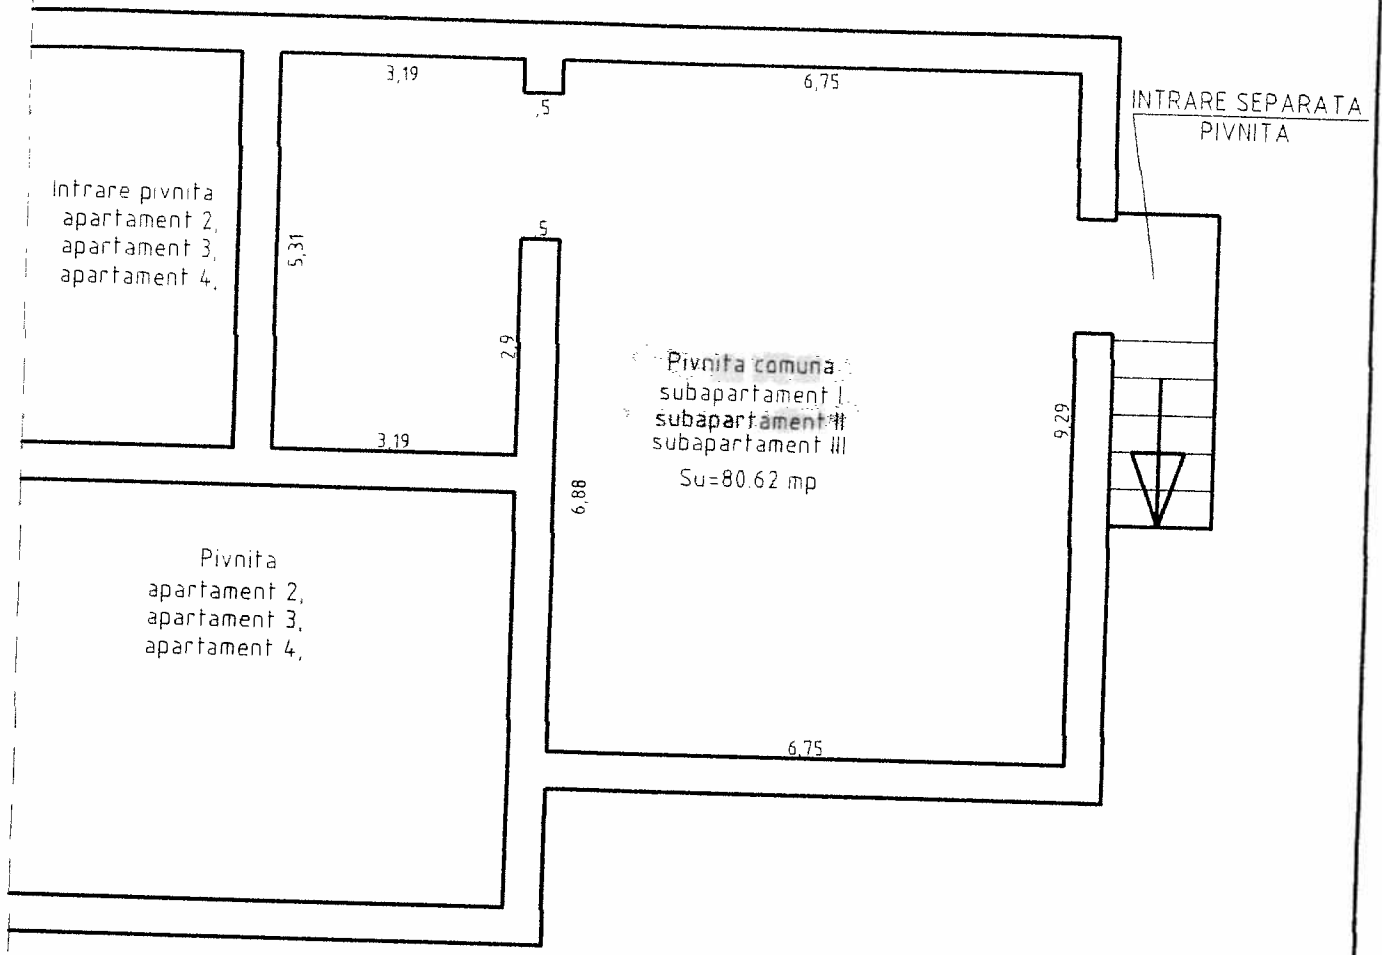 3,19
,5
6,75
INTRARE SEPARATA
PIVNITA
Intrare pivnita
apartament 2,
apartament 3,
apartament 4,
5,31
,5
2,9
3,19
Pivnita comuna
subapartament I
subapartament II
subapartament III
Su=80.62 mp
9,29
6,88
Pivnita
apartament 2,
apartament 3,
apartament 4,
6,75